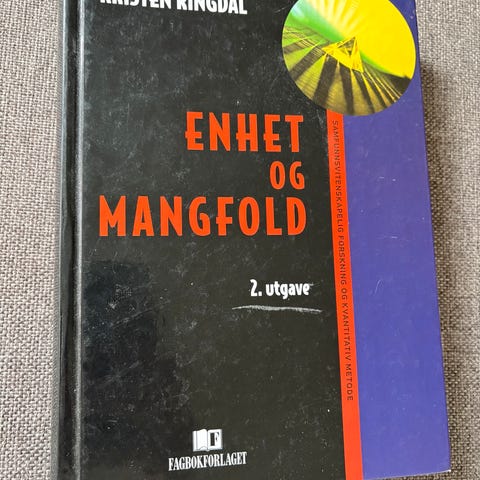 KRISTEN RINGDAL
ENHET
OG
MANGFOLD
2. utgave
SAMFUNNSVITENSKAPELIG FORSKNING OG KVANTITATIV METODE
F
FAGBOKFORLAGET